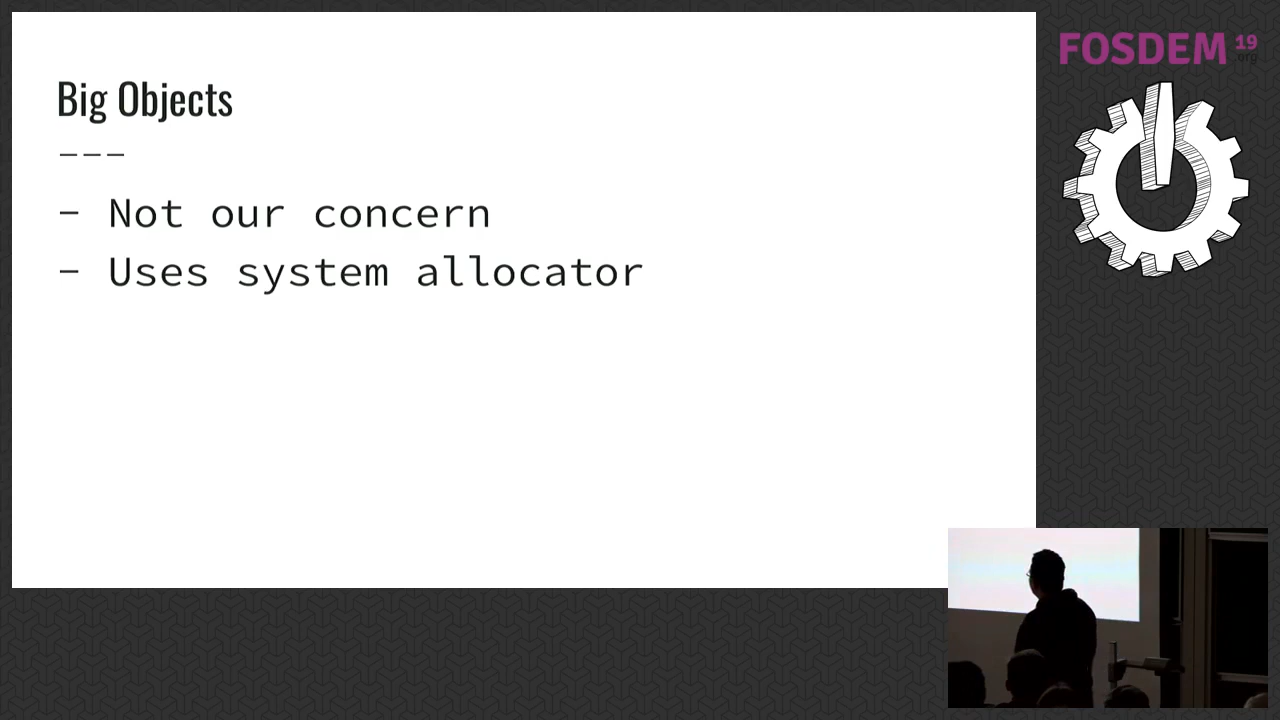 Big Objects
---
- Not our concern
- Uses system allocator
FOSDEM 19
.org